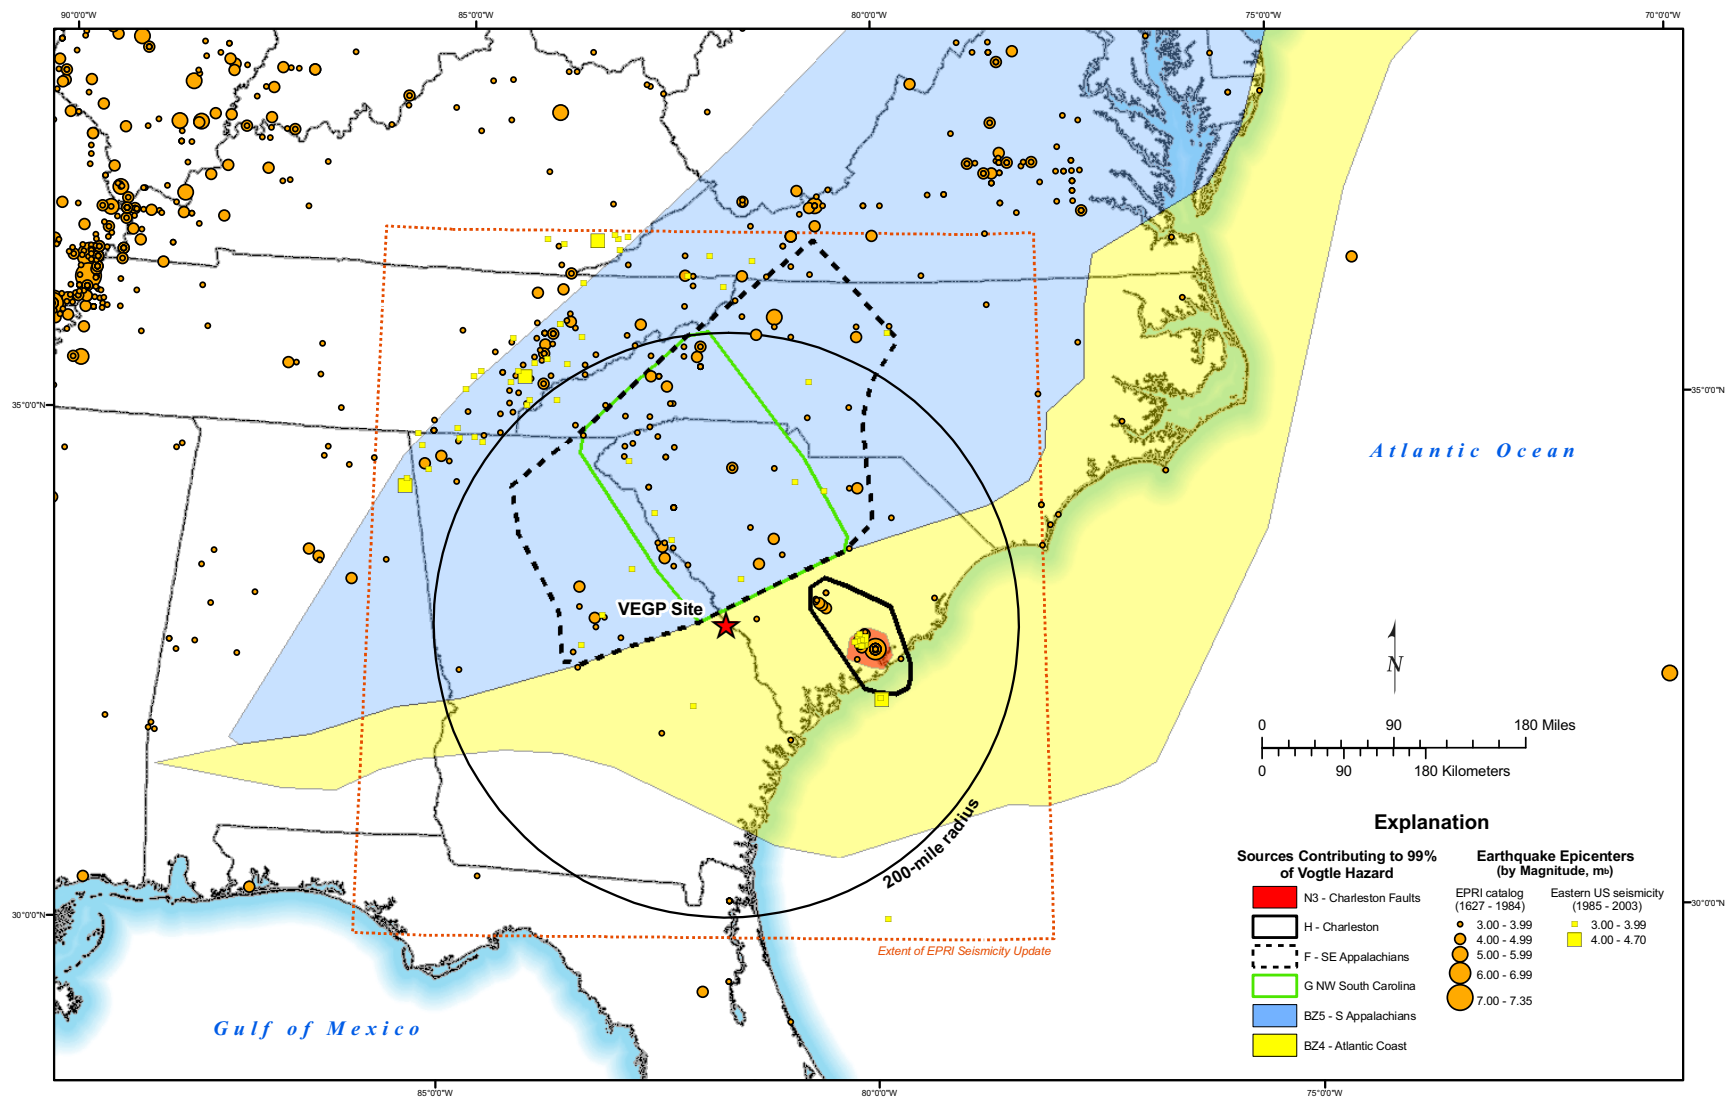 90°0'0"W
85°0'0"W
80°0'0"W
75°0'0"W
70°0'0"W
35°0'0"N
35°0'0"N
Atlantic Ocean
VEGP Site
N
0 90 180 Miles
0 90 180 Kilometers
200-mile radius
Explanation
Sources Contributing to 99%
of Vogtle Hazard
N3 - Charleston Faults
H - Charleston
F - SE Appalachians
G NW South Carolina
BZ5 - S Appalachians
BZ4 - Atlantic Coast
Earthquake Epicenters
(by Magnitude, mb)
EPRI catalog
(1627 - 1984)
3.00 - 3.99
4.00 - 4.99
5.00 - 5.99
6.00 - 6.99
7.00 - 7.35
Eastern US seismicity
(1985 - 2003)
3.00 - 3.99
4.00 - 4.70
30°0'0"N
30°0'0"N
Extent of EPRI Seismicity Update
Gulf of Mexico
85°0'0"W
80°0'0"W
75°0'0"W